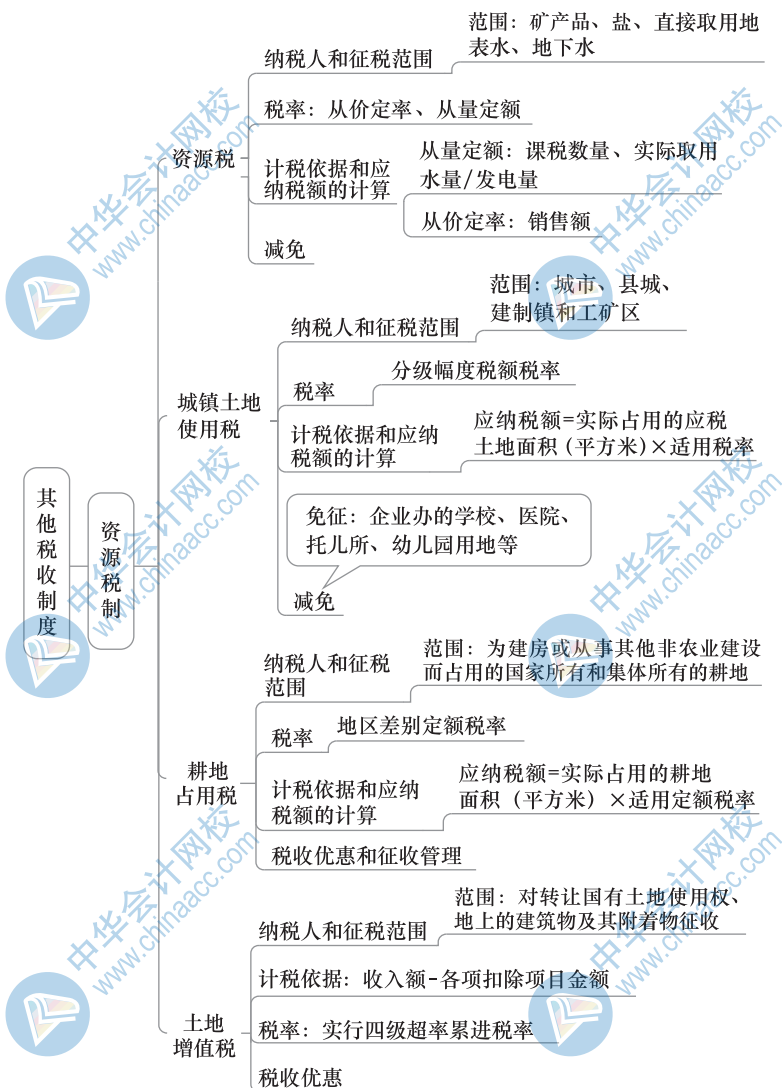 其他税收制度
资源税制
资源税
纳税人和征税范围
范围：矿产品、盐、直接取用地
表水、地下水
税率：从价定率、从量定额
计税依据和应
纳税额的计算
从量定额：课税数量、实际取用
水量/发电量
从价定率：销售额
减免
城镇土地
使用税
纳税人和征税范围
范围：城市、县城、
建制镇和工矿区
税率
分级幅度税额税率
计税依据和应纳
税额的计算
应纳税额=实际占用的应税
土地面积（平方米）×适用税率
免征：企业办的学校、医院、
托儿所、幼儿园用地等
减免
耕地
占用税
纳税人和征税
范围
范围：为建房或从事其他非农业建设
而占用的国家所有和集体所有的耕地
税率
地区差别定额税率
计税依据和应纳
税额的计算
应纳税额=实际占用的耕地
面积（平方米）×适用定额税率
税收优惠和征收管理
土地
增值税
纳税人和征税范围
范围：对转让国有土地使用权、
地上的建筑物及其附着物征收
计税依据：收入额-各项扣除项目金额
税率：实行四级超率累进税率
税收优惠
中华会计网校
www.chinaacc.com
中华会计网校
www.chinaacc.com
中华会计网校
www.chinaacc.com
中华会计网校
www.chinaacc.com
中华会计网校
www.chinaacc.com
中华会计网校
www.chinaacc.com